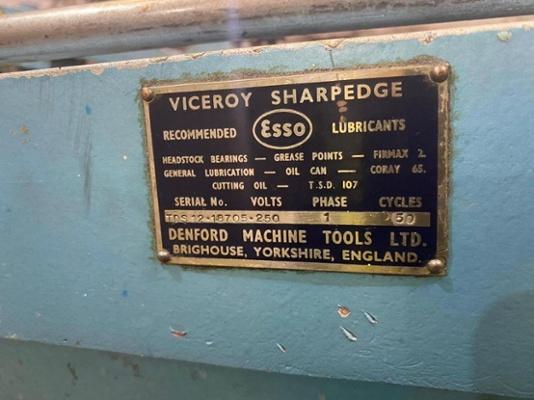 VICEROY SHARPEDGE
RECOMMENDED Esso LUBRICANTS
HEADSTOCK BEARINGS — GREASE POINTS — FIRMAX 2.
GENERAL LUBRICATION — OIL CAN — CORAY 65.
CUTTING OIL — T.S.D. 107
SERIAL No. VOLTS PHASE CYCLES
TDS.12-18705-250 1 50
DENFORD MACHINE TOOLS LTD.
BRIGHOUSE, YORKSHIRE, ENGLAND.